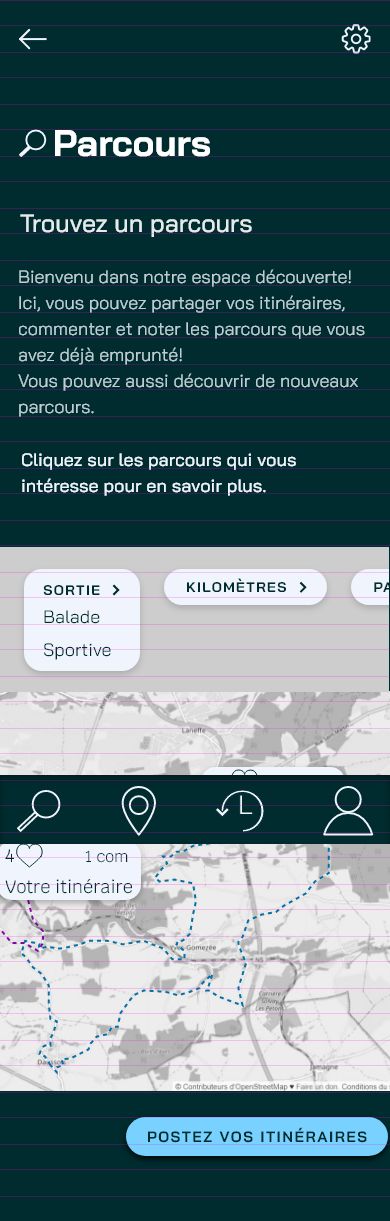 Parcours
Trouvez un parcours
Bienvenu dans notre espace découverte!
Ici, vous pouvez partager vos itinéraires,
commenter et noter les parcours que vous
avez déjà emprunté!
Vous pouvez aussi découvrir de nouveaux
parcours.
Cliquez sur les parcours qui vous
intéresse pour en savoir plus.
SORTIE
KILOMÈTRES
PA
Balade
Sportive
Laneffe
4
1 com
Votre itinéraire
Gomezée
N5
Jamagne
© Contributeurs d'OpenStreetMap ♥ Faire un don. Conditions du
POSTEZ VOS ITINÉRAIRES